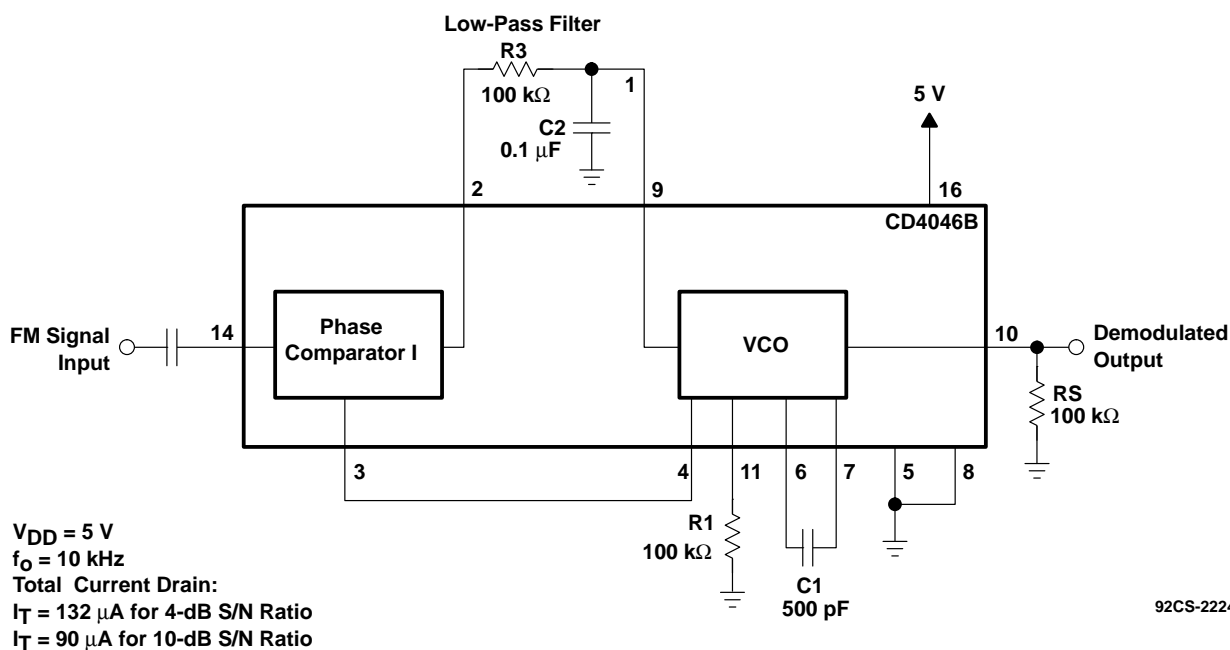 Low-Pass Filter
R3
100 kΩ
1
C2
0.1 μF
5 V
2
9
16
CD4046B
FM Signal
Input
14
Phase
Comparator I
VCO
10
Demodulated
Output
RS
100 kΩ
3
4
11
6
7
5
8
R1
100 kΩ
C1
500 pF
VDD = 5 V
fo = 10 kHz
Total Current Drain:
IT = 132 μA for 4-dB S/N Ratio
IT = 90 μA for 10-dB S/N Ratio